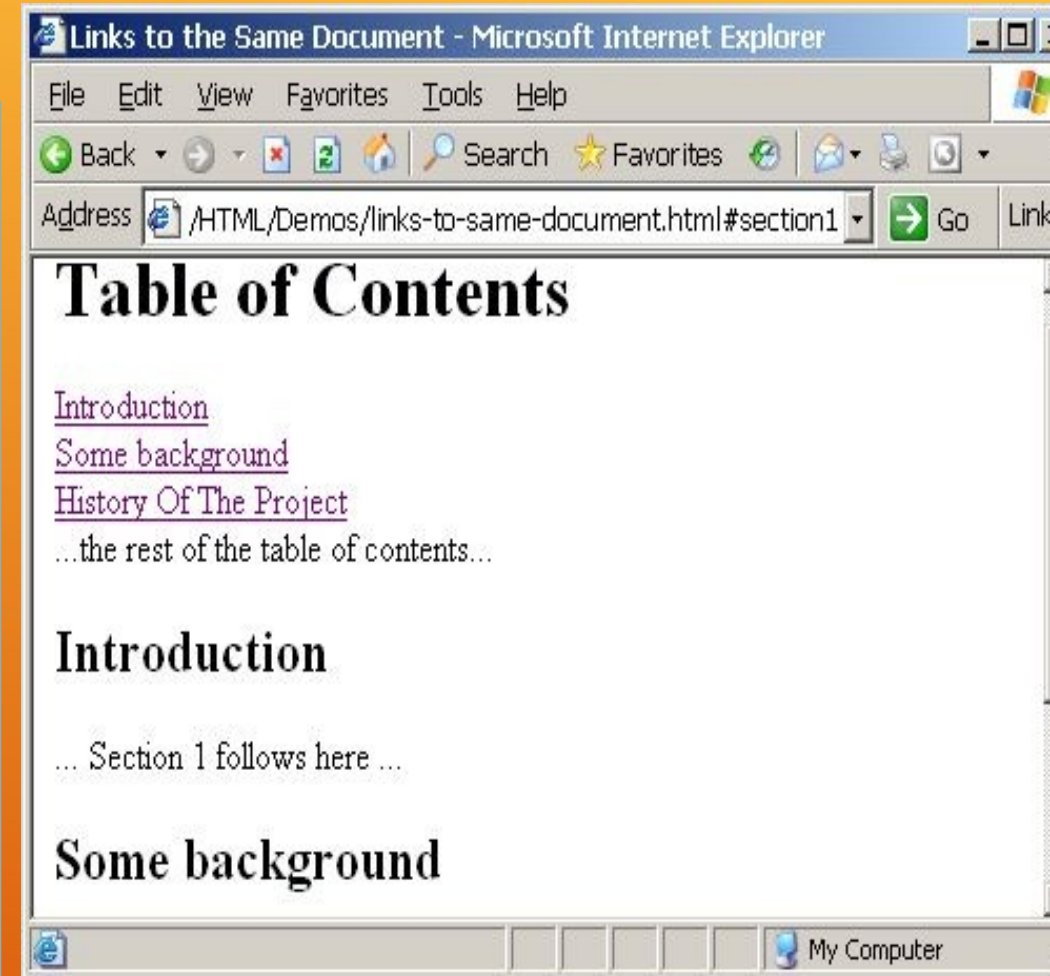 Links to the Same Document - Microsoft Internet Explorer
File Edit View Favorites Tools Help
Back Search Favorites
Address /HTML/Demos/links-to-same-document.html#section1 Go Link
Table of Contents
Introduction
Some background
History Of The Project
...the rest of the table of contents...
Introduction
... Section 1 follows here ...
Some background
My Computer